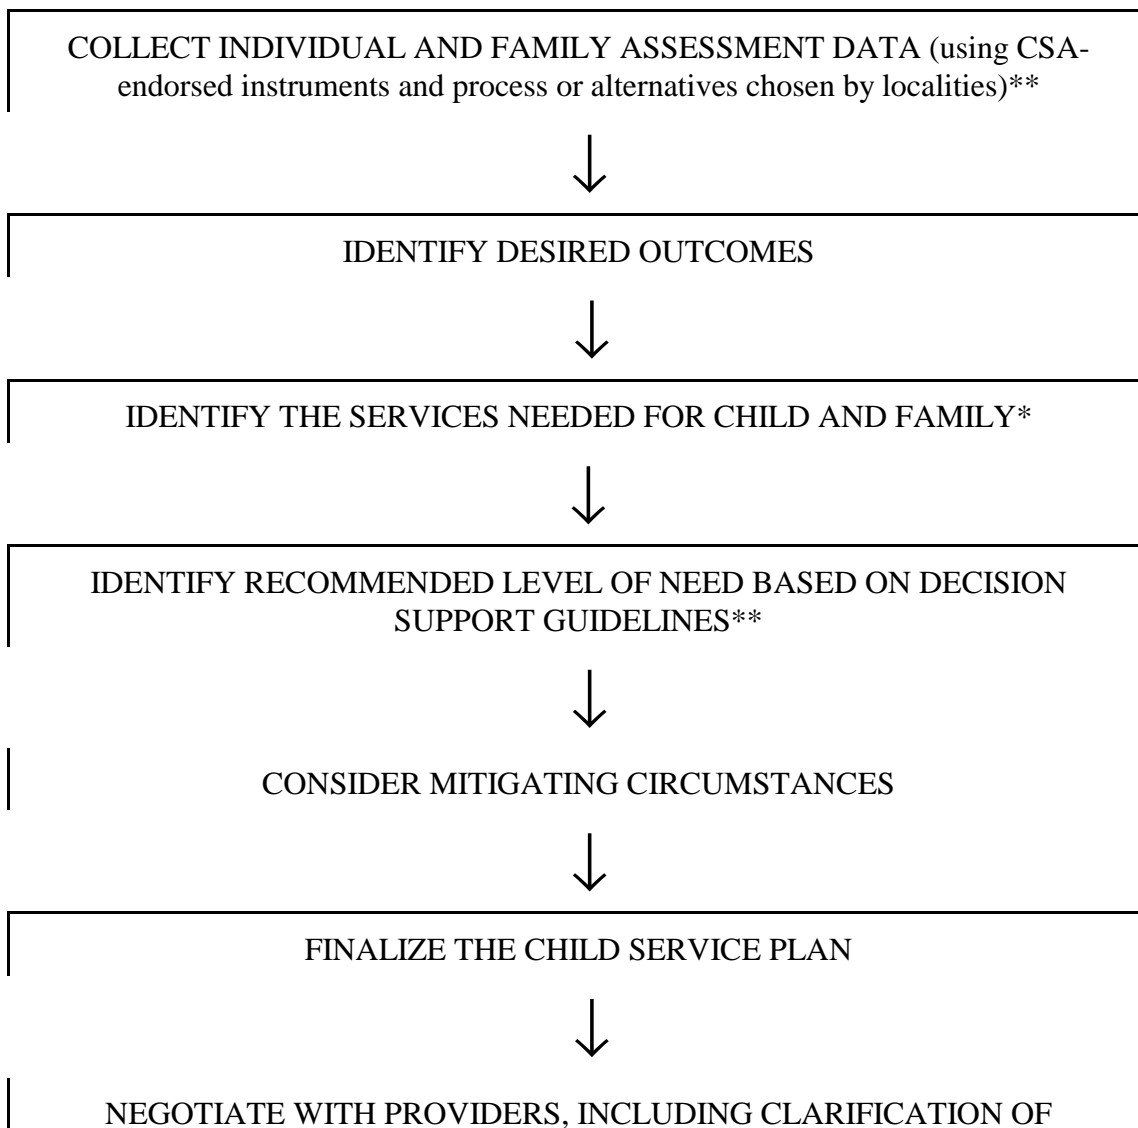 COLLECT INDIVIDUAL AND FAMILY ASSESSMENT DATA (using CSA-
endorsed instruments and process or alternatives chosen by localities)**
IDENTIFY DESIRED OUTCOMES
IDENTIFY THE SERVICES NEEDED FOR CHILD AND FAMILY*
IDENTIFY RECOMMENDED LEVEL OF NEED BASED ON DECISION
SUPPORT GUIDELINES**
CONSIDER MITIGATING CIRCUMSTANCES
FINALIZE THE CHILD SERVICE PLAN
NEGOTIATE WITH PROVIDERS, INCLUDING CLARIFICATION OF